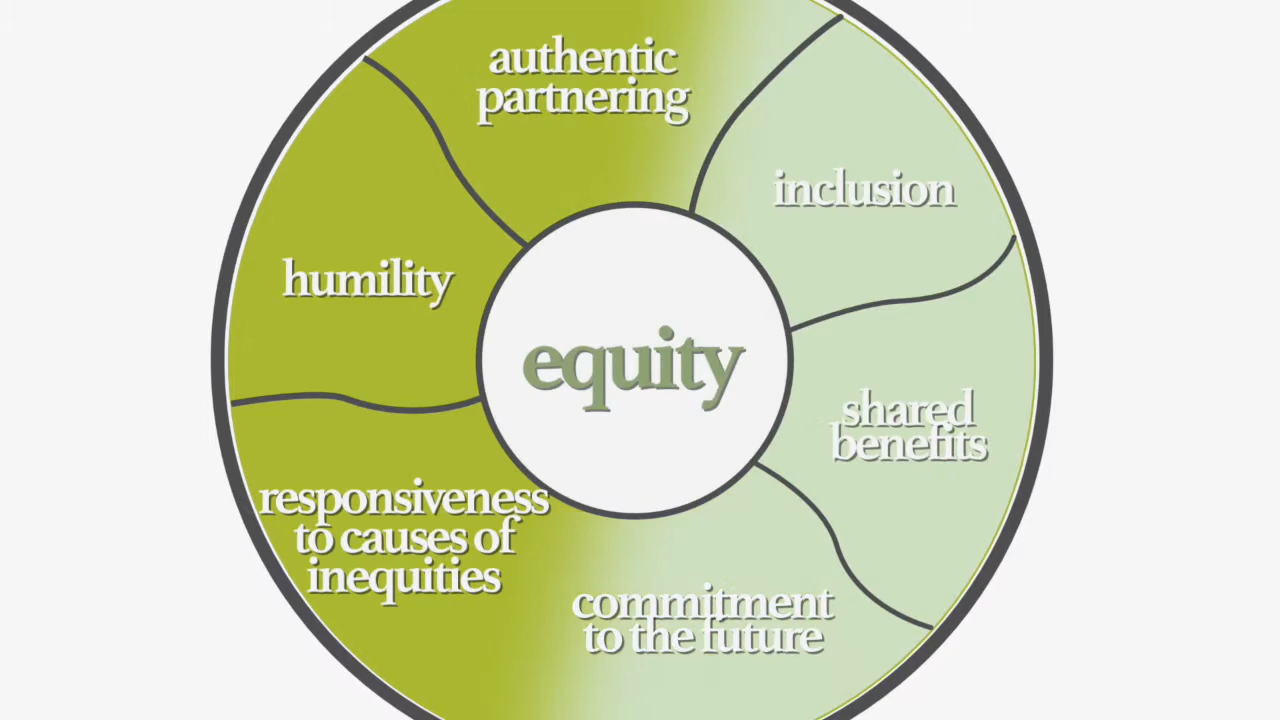 authentic
partnering
inclusion
humility
equity
shared
benefits
responsiveness
to causes of
inequities
commitment
to the future